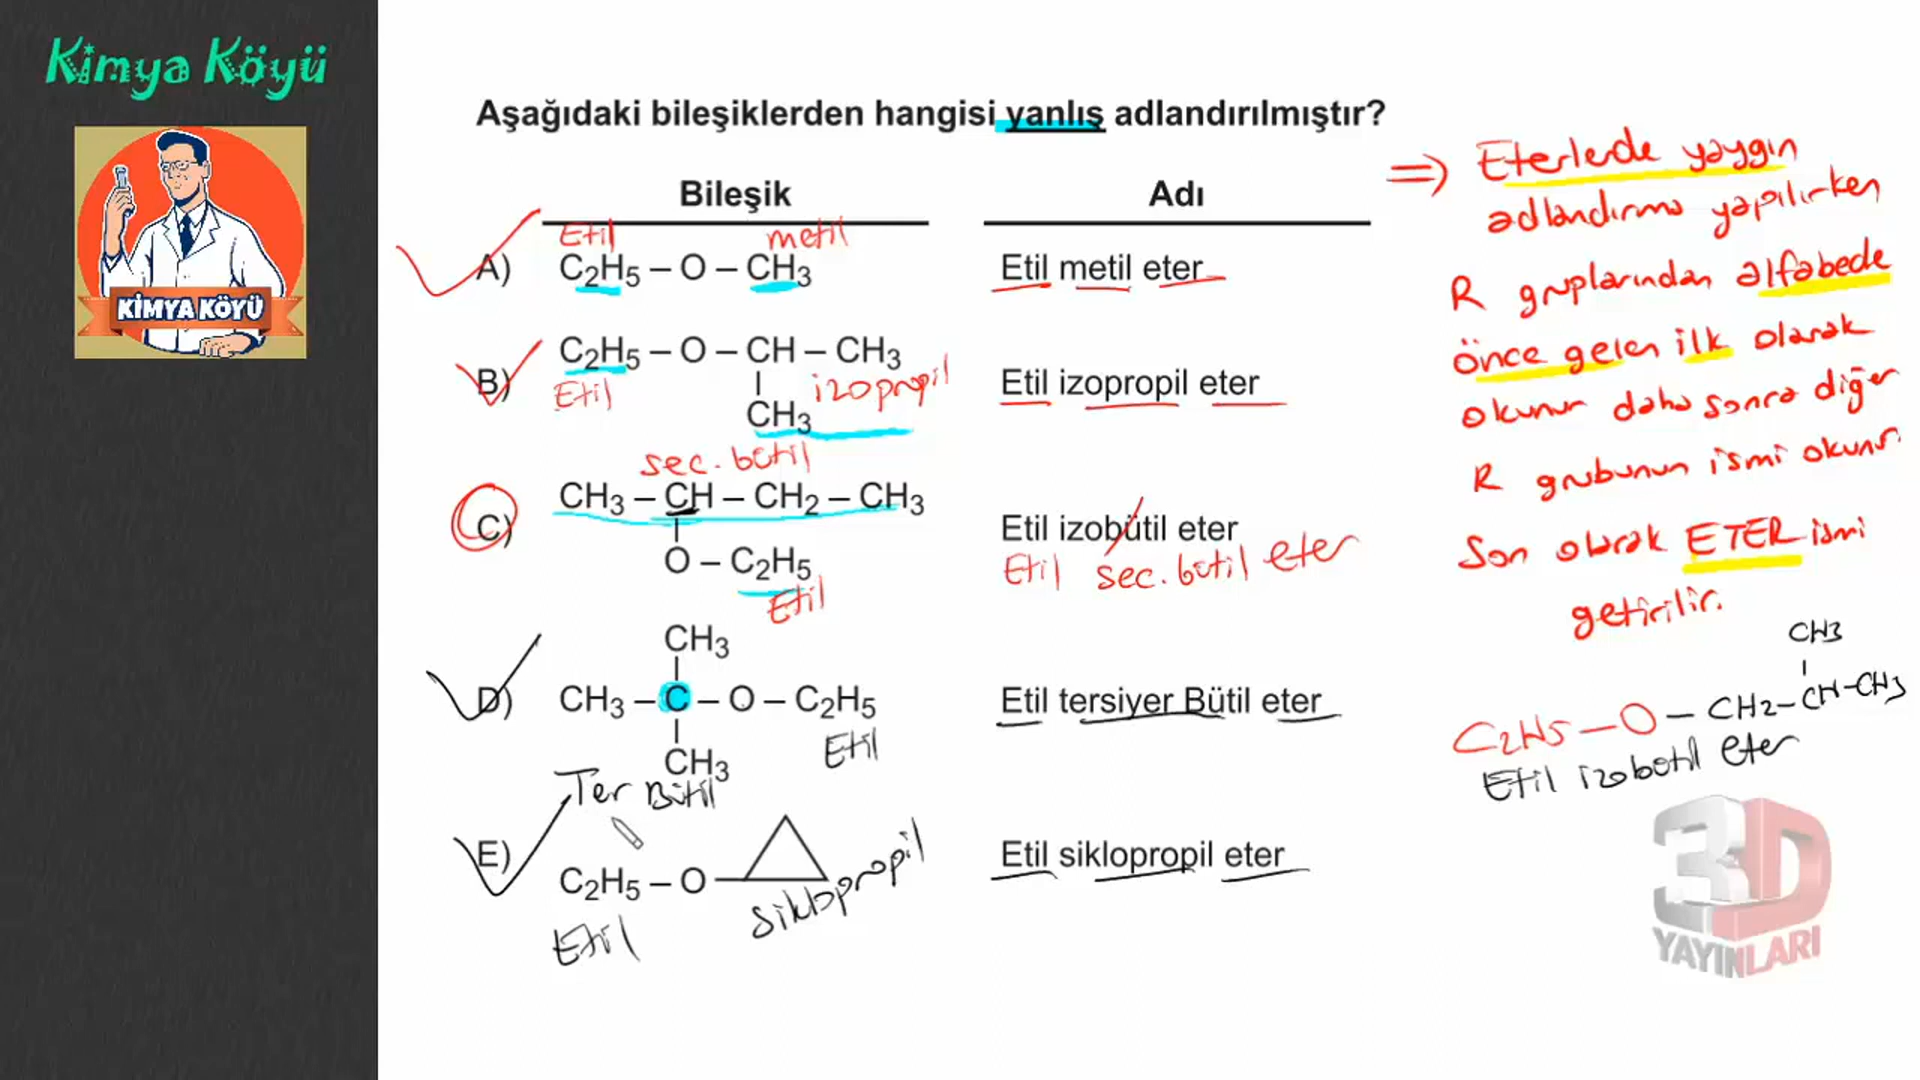 Kimya Köyü
KİMYA KÖYÜ
Aşağıdaki bileşiklerden hangisi yanlış adlandırılmıştır?
Bileşik Adı
Etil metil
A) C2H5 – O – CH3 Etil metil eter
B) C2H5 – O – CH – CH3 Etil izopropil eter
Etil izopropil
CH3
sec. bütil
C) CH3 – CH – CH2 – CH3 Etil izobütil eter
O – C2H5 Etil sec. bütil eter
Etil
CH3
D) CH3 – C – O – C2H5 Etil tersiyer Bütil eter
Etil
CH3
Ter Bütil
E) C2H5 – O Etil siklopropil eter
siklopropil
Etil
=> Eterlerde yaygın
adlandırma yapılırken
R gruplarından alfabede
önce gelen ilk olarak
okunur daha sonra diğer
R grubunun ismi okunur.
Son olarak ETER ismi
getirilir.
CH3
C2H5 – O – CH2 – CH – CH3
Etil izobütil eter
3D
YAYINLARI